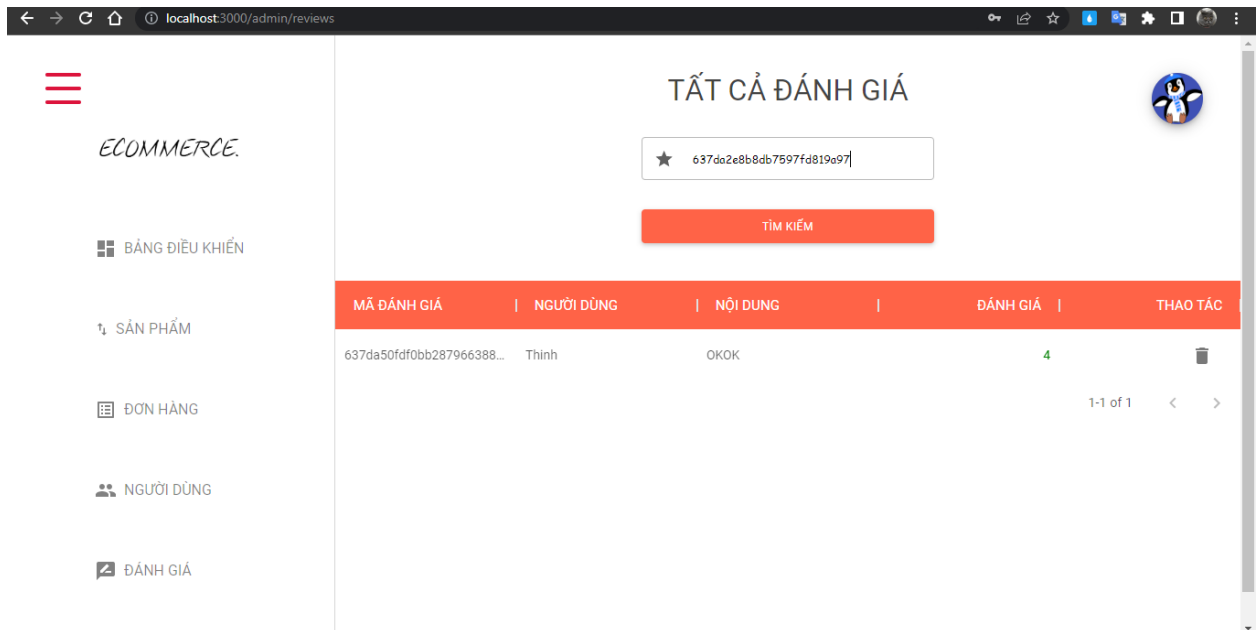 localhost:3000/admin/reviews
TẤT CẢ ĐÁNH GIÁ
ECOMMERCE.
637da2e8b8db7597fd819a97
TÌM KIẾM
BẢNG ĐIỀU KHIỂN
MÃ ĐÁNH GIÁ | NGƯỜI DÙNG | NỘI DUNG | ĐÁNH GIÁ | THAO TÁC |
SẢN PHẨM
637da50fdf0bb287966388... Thinh OKOK 4
1-1 of 1
ĐƠN HÀNG
NGƯỜI DÙNG
ĐÁNH GIÁ